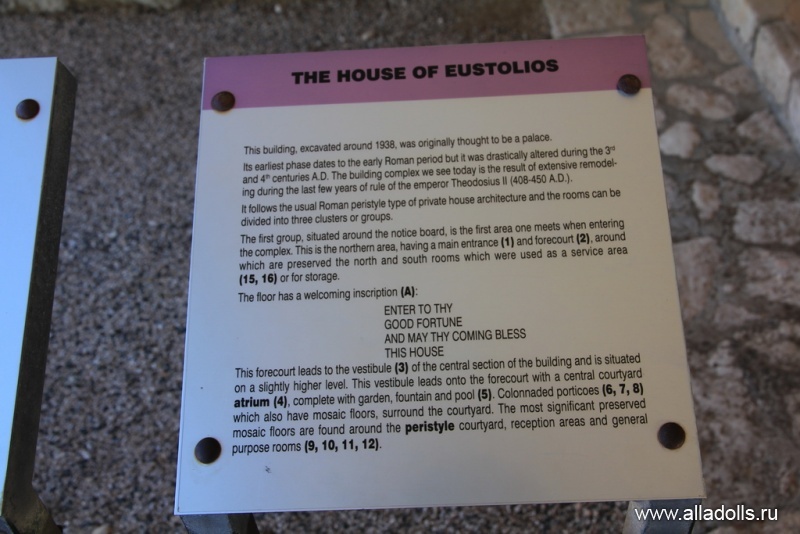 THE HOUSE OF EUSTOLIOS
This building, excavated around 1938, was originally thought to be a palace.
Its earliest phase dates to the early Roman period but it was drastically altered during the 3rd
and 4th centuries A.D. The building complex we see today is the result of extensive remodel-
ing during the last few years of rule of the emperor Theodosius II (408-450 A.D.).
It follows the usual Roman peristyle type of private house architecture and the rooms can be
divided into three clusters or groups.
The first group, situated around the notice board, is the first area one meets when entering
the complex. This is the northern area, having a main entrance (1) and forecourt (2), around
which are preserved the north and south rooms which were used as a service area
(15, 16) or for storage.
The floor has a welcoming inscription (A):
ENTER TO THY
GOOD FORTUNE
AND MAY THY COMING BLESS
THIS HOUSE
This forecourt leads to the vestibule (3) of the central section of the building and is situated
on a slightly higher level. This vestibule leads onto the forecourt with a central courtyard
atrium (4), complete with garden, fountain and pool (5). Colonnaded porticoes (6, 7, 8)
which also have mosaic floors, surround the courtyard. The most significant preserved
mosaic floors are found around the peristyle courtyard, reception areas and general
purpose rooms (9, 10, 11, 12).
www.alladolls.ru